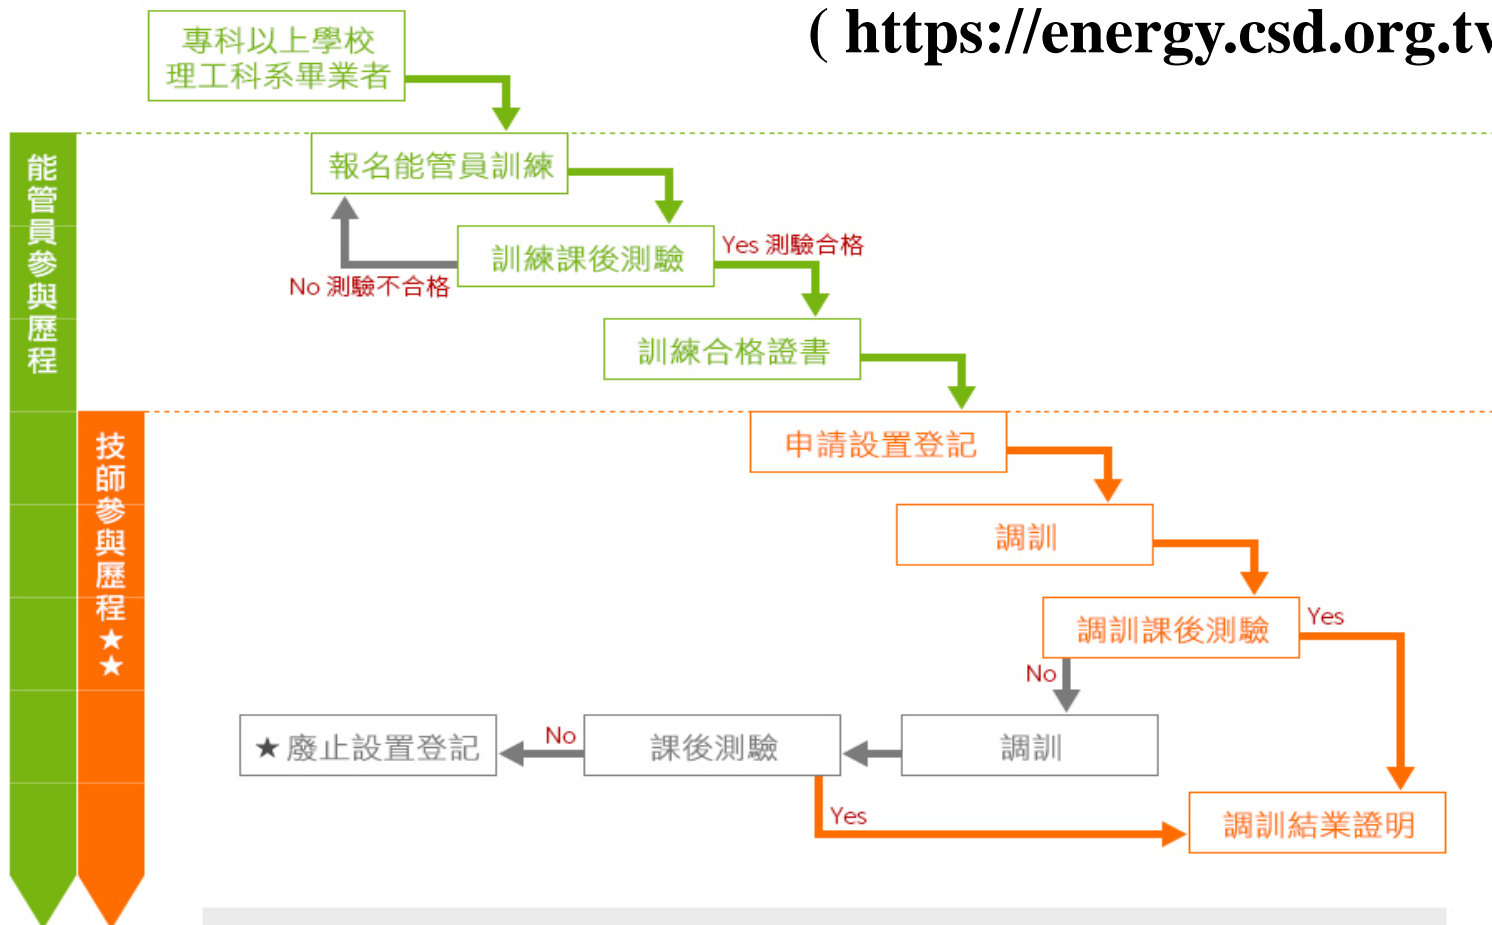 ( https://energy.csd.org.tw
專科以上學校
理工科系畢業者
能管員參與歷程
報名能管員訓練
訓練課後測驗
Yes 測驗合格
No 測驗不合格
訓練合格證書
技師參與歷程★★
申請設置登記
調訓
調訓課後測驗
Yes
No
★廢止設置登記
No
課後測驗
調訓
Yes
調訓結業證明